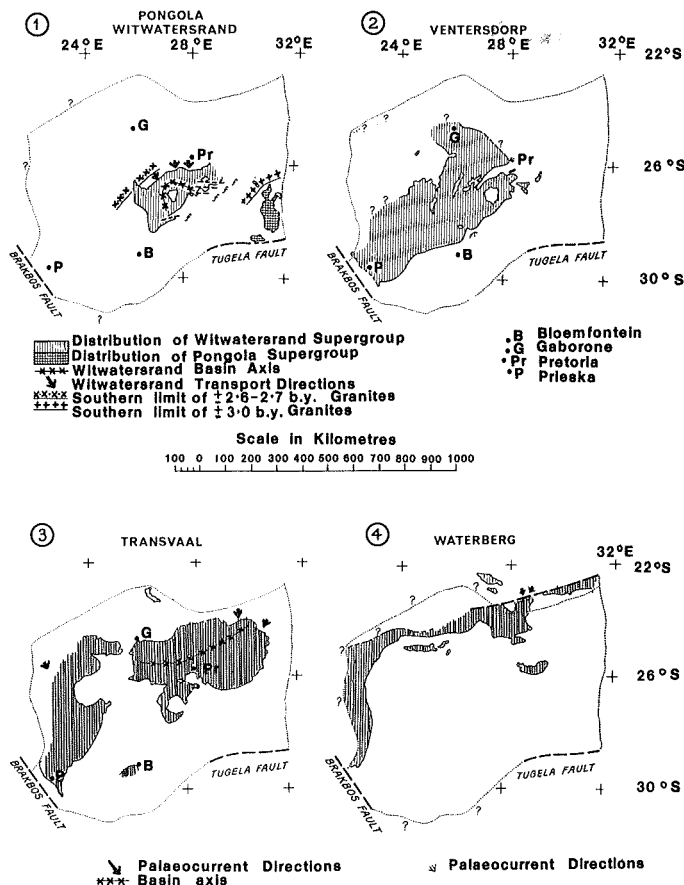 1
PONGOLA
WITWATERSRAND
24°E 28°E 32°E
?
G
Pr
B
P
BRAKBOS FAULT
TUGELA FAULT
2
VENTERSDORP
24°E 28°E 32°E
22°S
26°S
30°S
? ?
?
G
Pr
?
? ?
?
B
P
BRAKBOS FAULT
TUGELA FAULT
Distribution of Witwatersrand Supergroup
Distribution of Pongola Supergroup
Witwatersrand Basin Axis
Witwatersrand Transport Directions
Southern limit of ±2·6-2·7 b.y. Granites
Southern limit of ±3·0 b.y. Granites
B Bloemfontein
G Gaborone
Pr Pretoria
P Prieska
Scale in Kilometres
100 0 100 200 300 400 500 600 700 800 900 1000
3
TRANSVAAL
?
G
Pr
P
B
BRAKBOS FAULT
TUGELA FAULT
4
WATERBERG
32°E
22°S
26°S
30°S
?
?
?
?
?
?
BRAKBOS FAULT
TUGELA FAULT
Palaeocurrent Directions
Basin axis
Palaeocurrent Directions